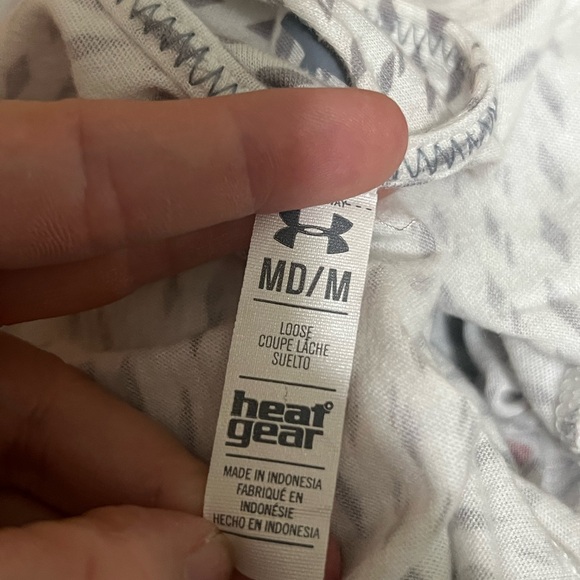 MD/M
LOOSE
COUPE LÂCHE
SUELTO
heat
gear
MADE IN INDONESIA
FABRIQUÉ EN
INDONÉSIE
HECHO EN INDONESIA